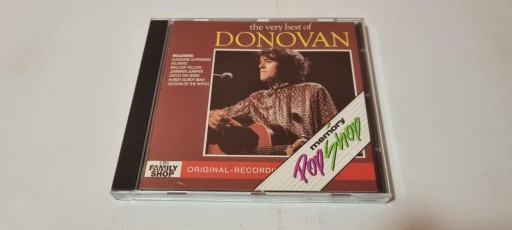 the very best of
DONOVAN
INCLUDING:
SUNSHINE SUPERMAN
ATLANTIS
MELLOW YELLOW
JENNIFER JUNIPER
CATCH THE WIND
HURDY GURDY MAN
SEASON OF THE WITCH
memory
Pop Shop
CBS
FAMILY
SHOP
ORIGINAL-RECORDI